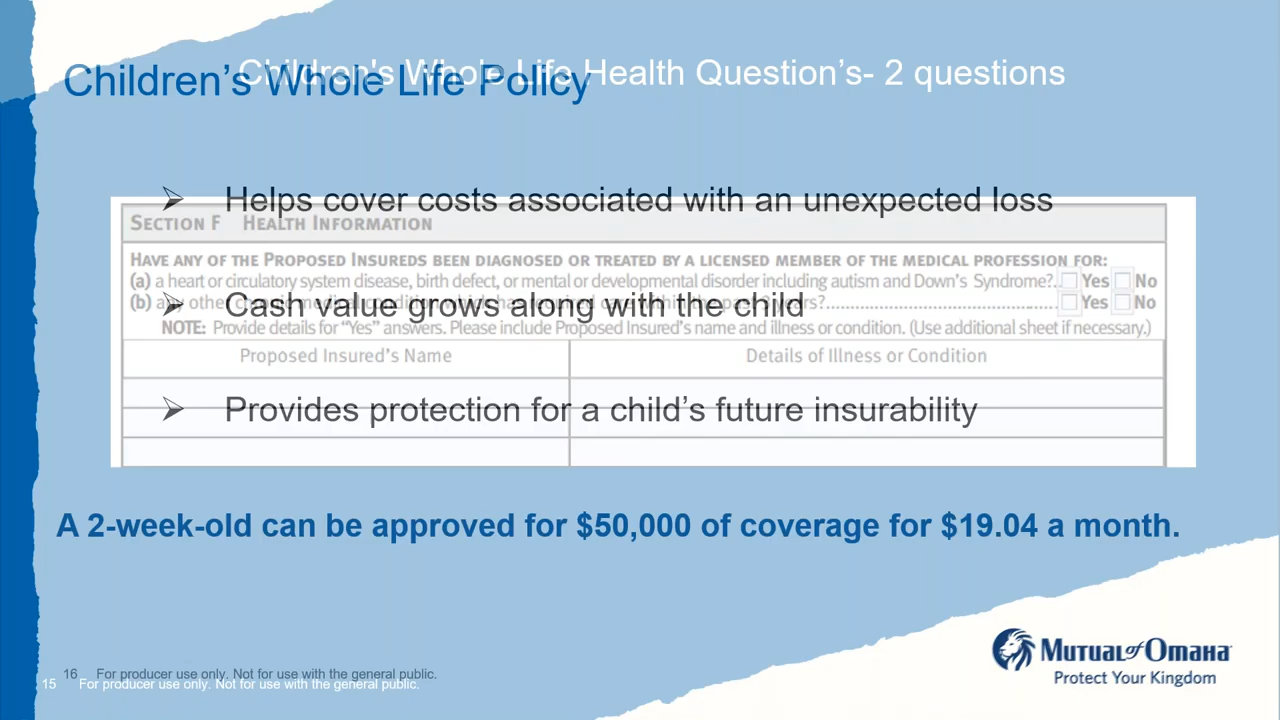 Children's Whole Life Health Question’s- 2 questions
Children’s Whole Life Policy
➢ Helps cover costs associated with an unexpected loss
SECTION F HEALTH INFORMATION
HAVE ANY OF THE PROPOSED INSUREDS BEEN DIAGNOSED OR TREATED BY A LICENSED MEMBER OF THE MEDICAL PROFESSION FOR:
(a) a heart or circulatory system disease, birth defect, or mental or developmental disorder including autism and Down's Syndrome?.. Yes No
➢ Cash value grows along with the child
(b) any other medical condition years? Yes No
NOTE: Provide details for "Yes" answers. Please include Proposed Insured's name and illness or condition. (Use additional sheet if necessary.)
Proposed Insured's Name Details of Illness or Condition
➢ Provides protection for a child’s future insurability
A 2-week-old can be approved for $50,000 of coverage for $19.04 a month.
MUTUAL of OMAHA
Protect Your Kingdom
16 For producer use only. Not for use with the general public.
15 For producer use only. Not for use with the general public.